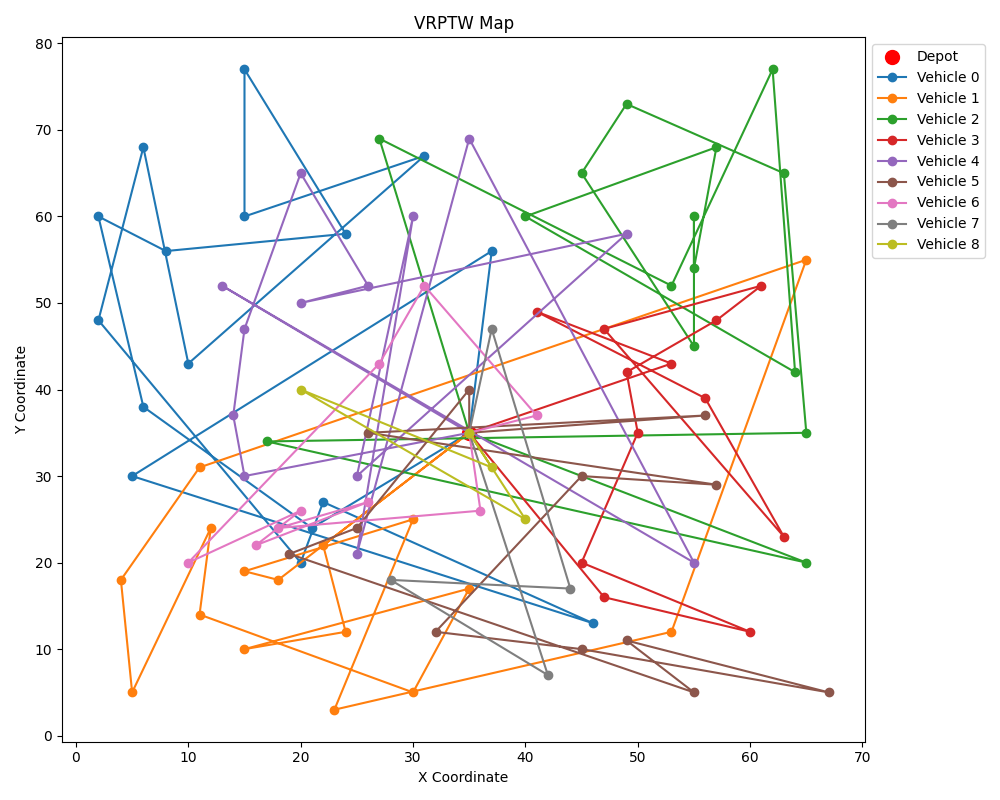 VRPTW Map
80
70
60
50
40
30
20
10
0
Y Coordinate
0 10 20 30 40 50 60 70
X Coordinate
Depot
Vehicle 0
Vehicle 1
Vehicle 2
Vehicle 3
Vehicle 4
Vehicle 5
Vehicle 6
Vehicle 7
Vehicle 8